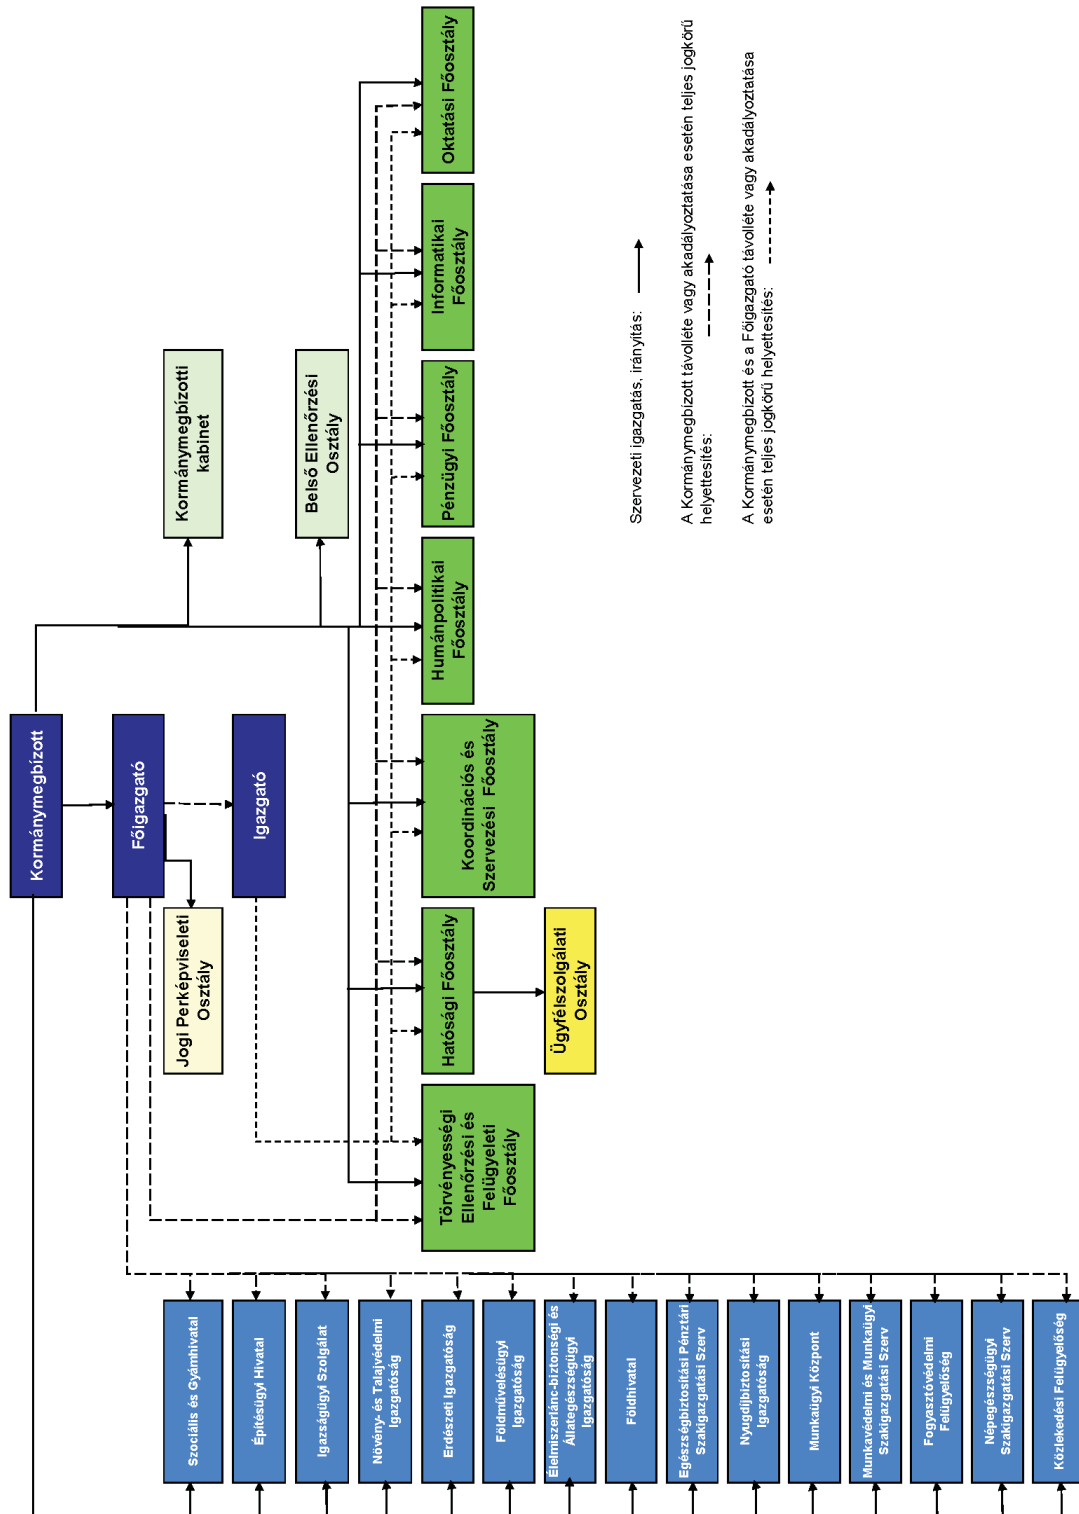 Kormánymegbízott
Főigazgató
Igazgató
Kormánymegbízotti
kabinet
Belső Ellenőrzési
Osztály
Jogi Perképviseleti
Osztály
Törvényességi
Ellenőrzési és
Felügyeleti
Főosztály
Hatósági Főosztály
Koordinációs és
Szervezési Főosztály
Humánpolitikai
Főosztály
Pénzügyi Főosztály
Informatikai
Főosztály
Oktatási Főosztály
Ügyfélszolgálati
Osztály
Szociális és Gyámhivatal
Építésügyi Hivatal
Igazságügyi Szolgálat
Növény- és Talajvédelmi
Igazgatóság
Erdészeti Igazgatóság
Földművelésügyi
Igazgatóság
Élelmiszerlánc-biztonségi és
Állategészségügyi
Igazgatóság
Földhivatal
Egészségbiztosítási Pénztári
Szakigazgatási Szerv
Nyugdíjbiztosítási
Igazgatóság
Munkaügyi Központ
Munkavédelmi és Munkaügyi
Szakigazgatási Szerv
Fogyasztóvédelmi
Felügyelőség
Népegészségügyi
Szakigazgatási Szerv
Közlekedési Felügyelőség
Szervezeti igazgatás, irányítás:
A Kormánymegbízott távolléte vagy akadályoztatása esetén teljes jogkörű
helyettesítés:
A Kormánymegbízott és a Főigazgató távolléte vagy akadályoztatása
esetén teljes jogkörű helyettesítés: